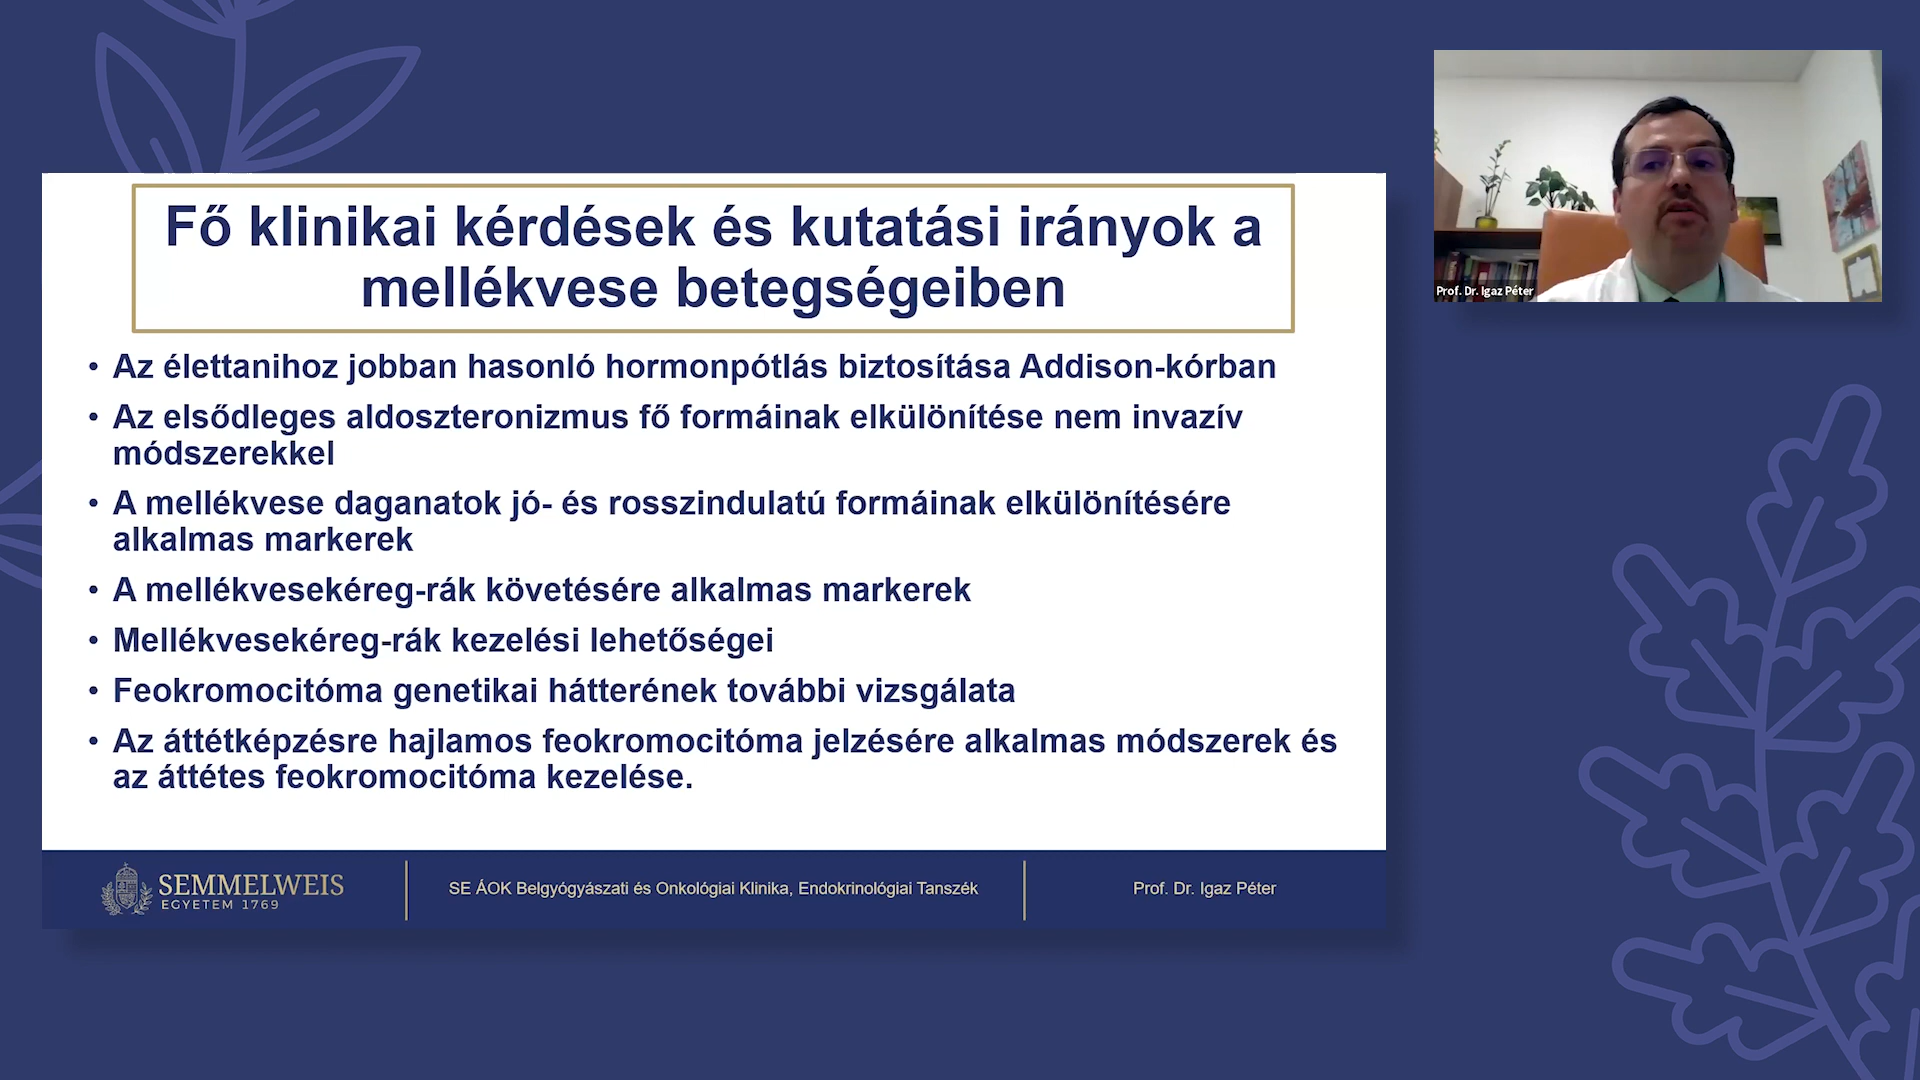 Fő klinikai kérdések és kutatási irányok a
mellékvese betegségeiben
• Az élettanihoz jobban hasonló hormonpótlás biztosítása Addison-kórban
• Az elsődleges aldoszteronizmus fő formáinak elkülönítése nem invazív
módszerekkel
• A mellékvese daganatok jó- és rosszindulatú formáinak elkülönítésére
alkalmas markerek
• A mellékvesekéreg-rák követésére alkalmas markerek
• Mellékvesekéreg-rák kezelési lehetőségei
• Feokromocitóma genetikai hátterének további vizsgálata
• Az áttétképzésre hajlamos feokromocitóma jelzésére alkalmas módszerek és
az áttétes feokromocitóma kezelése.
SEMMELWEIS
EGYETEM 1769
SE ÁOK Belgyógyászati és Onkológiai Klinika, Endokrinológiai Tanszék
Prof. Dr. Igaz Péter
Prof. Dr. Igaz Péter